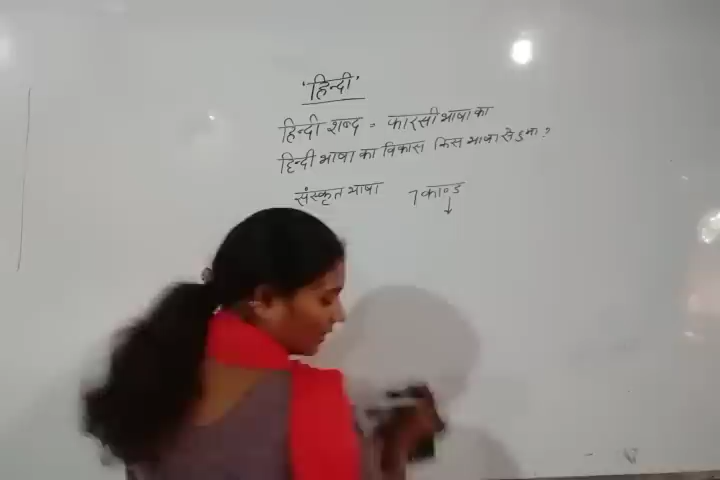 'हिन्दी'
हिन्दी शब्द = फारसी भाषा का
हिन्दी भाषा का विकास किस भाषा से हुआ?
संस्कृत भाषा 7 काण्ड
↓